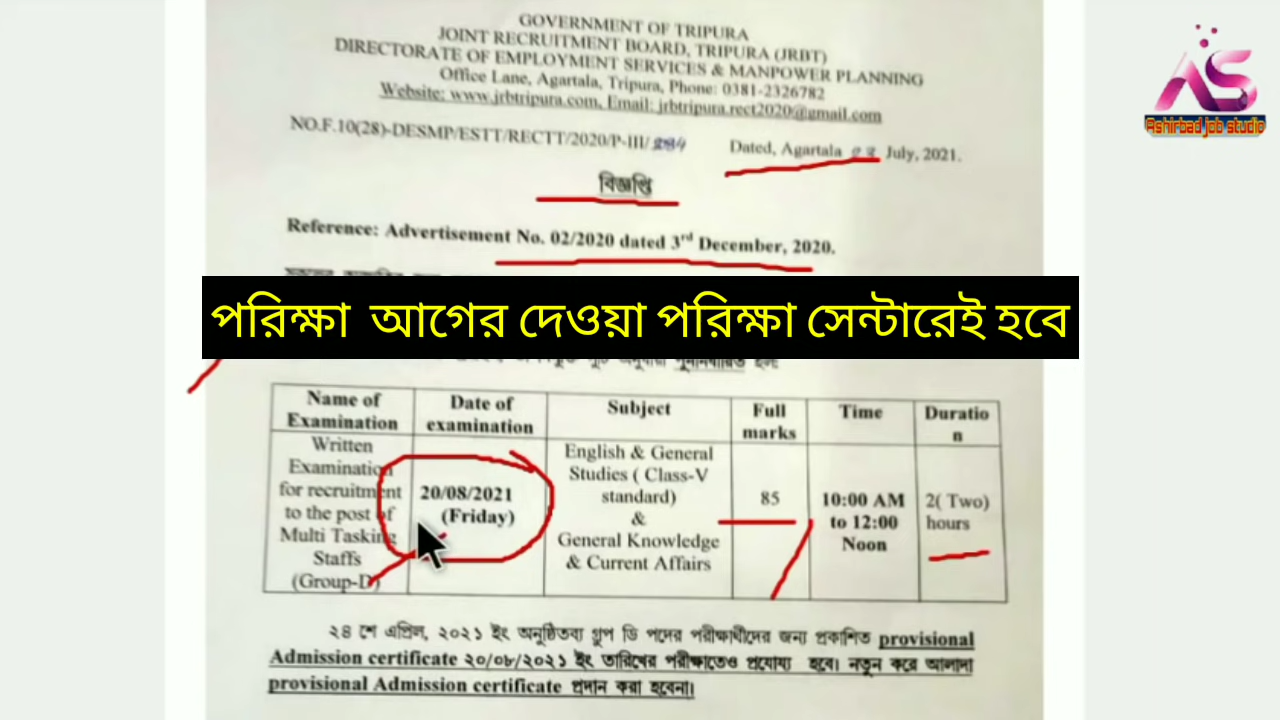 GOVERNMENT OF TRIPURA
JOINT RECRUITMENT BOARD, TRIPURA (JRBT)
DIRECTORATE OF EMPLOYMENT SERVICES & MANPOWER PLANNING
Office Lane, Agartala, Tripura, Phone: 0381-2326782
Website: www.jrbtripura.com, Email: jrbtripura.rect2020@gmail.com
NO.F.10(28)-DESMP/ESTT/RECTT/2020/P-III/
Dated, Agartala July, 2021.
AS
Ashirbad job studio
বিজ্ঞপ্তি
Reference: Advertisement No. 02/2020 dated 3rd December, 2020.
পরিক্ষা আগের দেওয়া পরিক্ষা সেন্টারেই হবে
Name of Examination
Date of examination
Subject
Full marks
Time
Duration
Written
Examination
for recruitment
to the post of
Multi Tasking
Staffs
(Group-D)
20/08/2021
(Friday)
English & General
Studies ( Class-V
standard)
&
General Knowledge
& Current Affairs
85
10:00 AM
to 12:00
Noon
2( Two)
hours
২৪ শে এপ্রিল, ২০২১ ইং অনুষ্ঠিতব্য গ্রুপ ডি পদের পরীক্ষার্থীদের জন্য প্রকাশিত provisional
Admission certificate ২০/০৮/২০২১ ইং তারিখের পরীক্ষাতেও প্রযোয্য হবে। নতুন করে আলাদা
provisional Admission certificate প্রদান করা হবেনা।